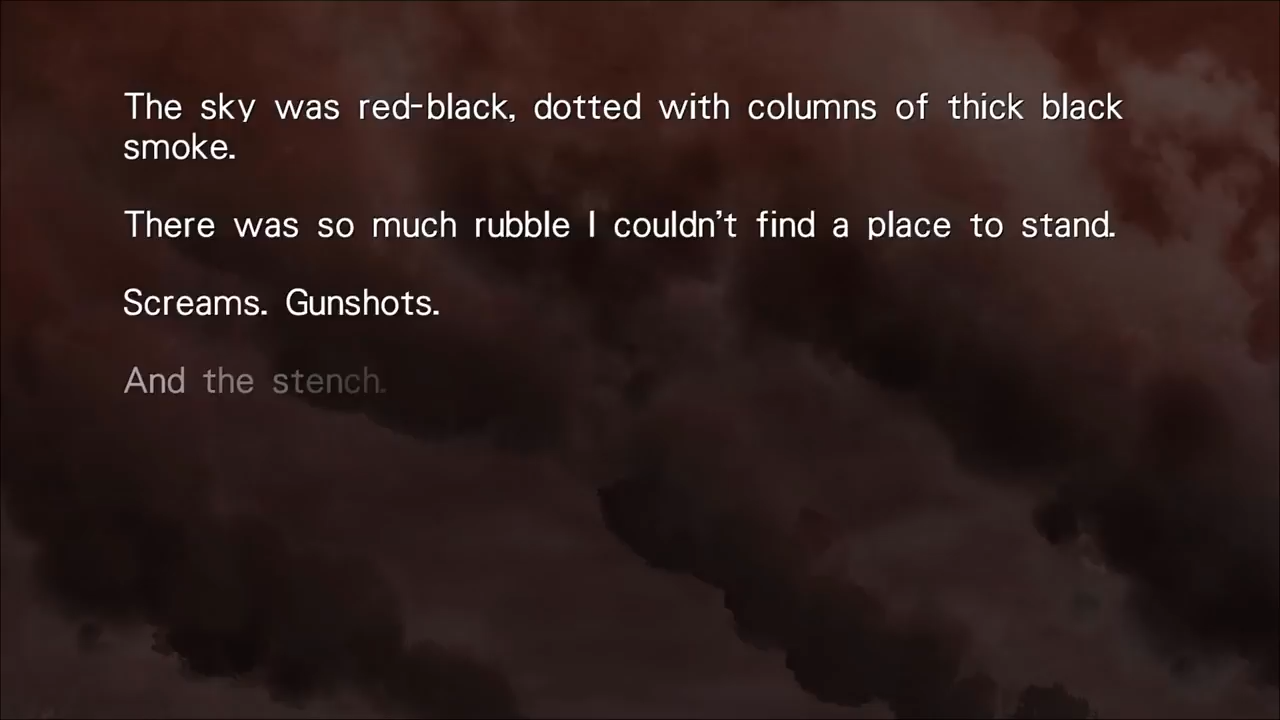 The sky was red-black, dotted with columns of thick black
smoke.
There was so much rubble I couldn't find a place to stand.
Screams. Gunshots.
And the stench.